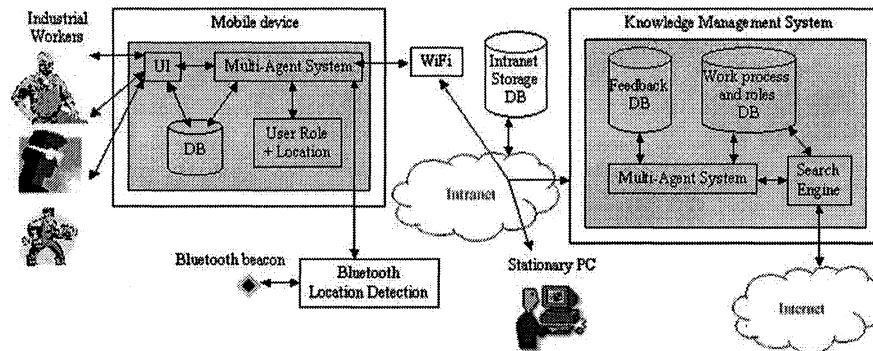 Industrial
Workers
Mobile device
UI
Multi-Agent System
DB
User Role
+ Location
WiFi
Intranet
Storage
DB
Intranet
Bluetooth beacon
Bluetooth
Location Detection
Stationary PC
Knowledge Management System
Feedback
DB
Work process
and roles
DB
Multi-Agent System
Search
Engine
Internet